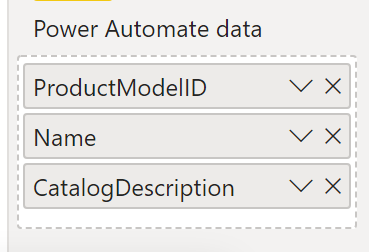 Power Automate data
ProductModelID
Name
CatalogDescription